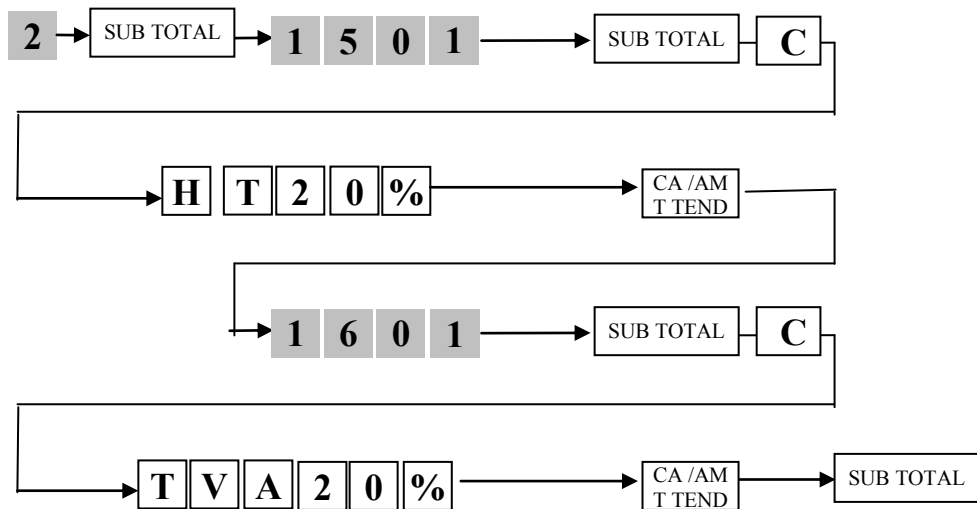 2 SUB TOTAL 1 5 0 1 SUB TOTAL C
H T 2 0 % CA /AM
T TEND
1 6 0 1 SUB TOTAL C
T V A 2 0 % CA /AM
T TEND SUB TOTAL